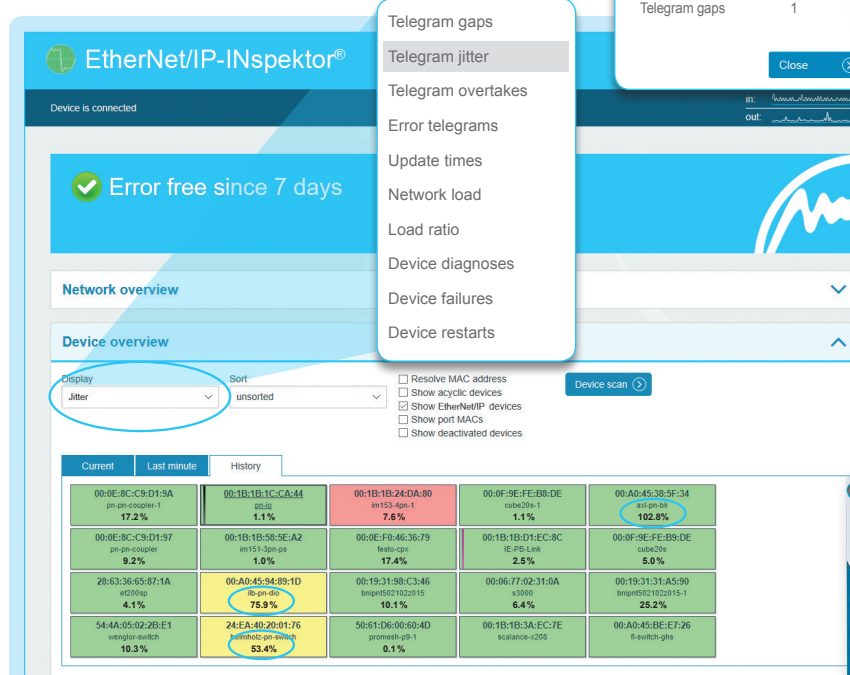 Telegram gaps 1
Close
Telegram gaps
Telegram jitter
Telegram overtakes
Error telegrams
Update times
Network load
Load ratio
Device diagnoses
Device failures
Device restarts
EtherNet/IP-INspektor®
Device is connected
in:
out:
Error free since 7 days
Network overview
Device overview
Display
Jitter
Sort
unsorted
Resolve MAC address
Show acyclic devices
Show EtherNet/IP devices
Show port MACs
Show deactivated devices
Device scan
Current Last minute History
00:0E:8C:C9:D1:9A
pn-pn-coupler-1
17.2%
00:1B:1B:1C:CA:44
pn-io
1.1%
00:1B:1B:24:DA:80
im153-4pn-1
7.6%
00:0F:9E:FE:B8:DE
cube20s-1
1.1%
00:A0:45:38:5F:34
axl-pn-bk
102.8%
00:0E:8C:C9:D1:97
pn-pn-coupler
9.2%
00:1B:1B:58:5E:A2
im151-3pn-ps
1.0%
00:0E:F0:46:36:79
festo-cpx
17.4%
00:1B:1B:D1:EC:8C
IE-PB-Link
2.5%
00:0F:9E:FE:B9:DE
cube20s
5.0%
28:63:36:65:87:1A
et200sp
4.1%
00:A0:45:94:89:1D
ilb-pn-dio
75.9%
00:19:31:98:C3:46
bnipnt502102z015
10.1%
00:06:77:02:31:0A
s3000
6.4%
00:19:31:31:A5:90
bnipnt502102z015-1
25.2%
54:4A:05:02:2B:E1
wenglor-switch
10.3%
24:EA:40:20:01:76
helmholz-pn-switch
53.4%
50:61:D6:00:60:4D
promesh-p9-1
0.1%
00:1B:1B:3A:EC:7E
scalance-x208
00:A0:45:BE:E7:26
fl-switch-ghs